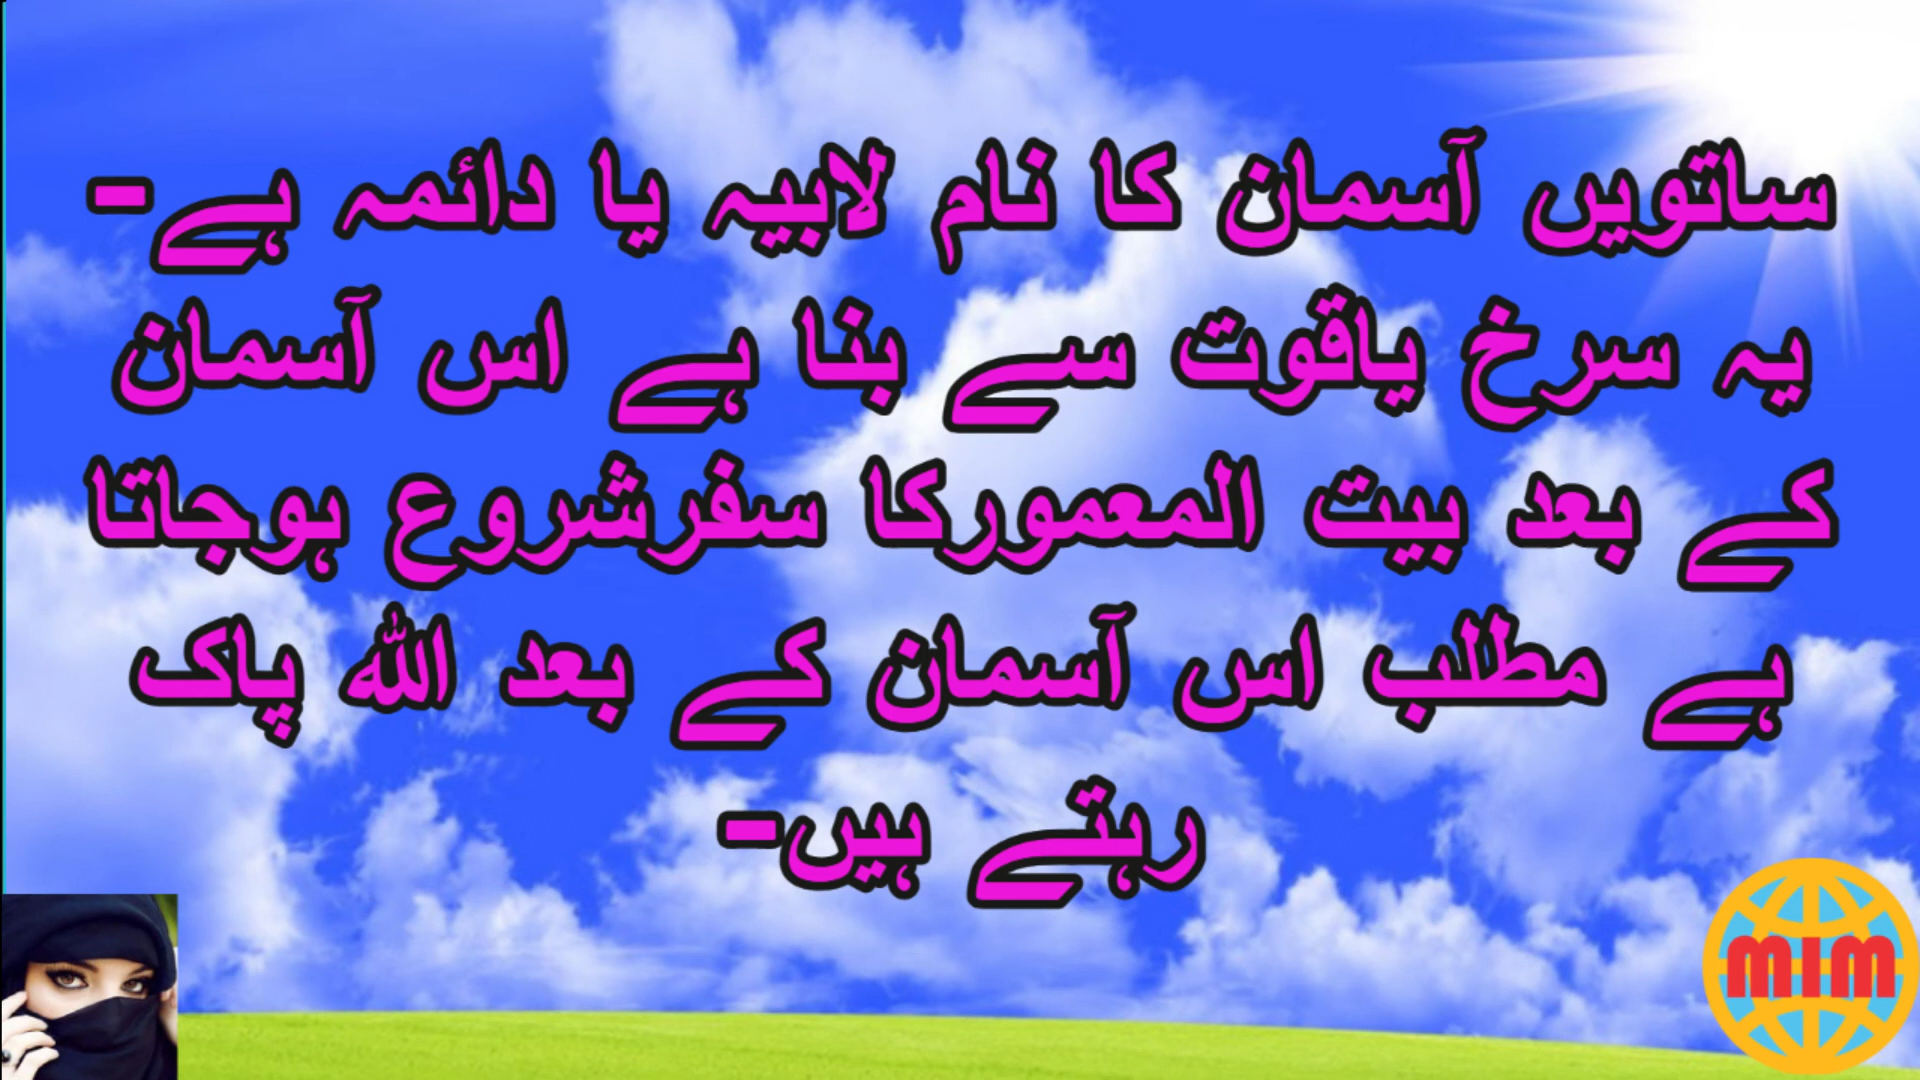 ساتویں آسمان کا نام لابیہ یا دائمہ ہے-
یہ سرخ یاقوت سے بنا ہے اس آسمان
کے بعد بیت المعمورکا سفرشروع ہوجاتا
ہے مطلب اس آسمان کے بعد اللہ پاک
رہتے ہیں-
MIM